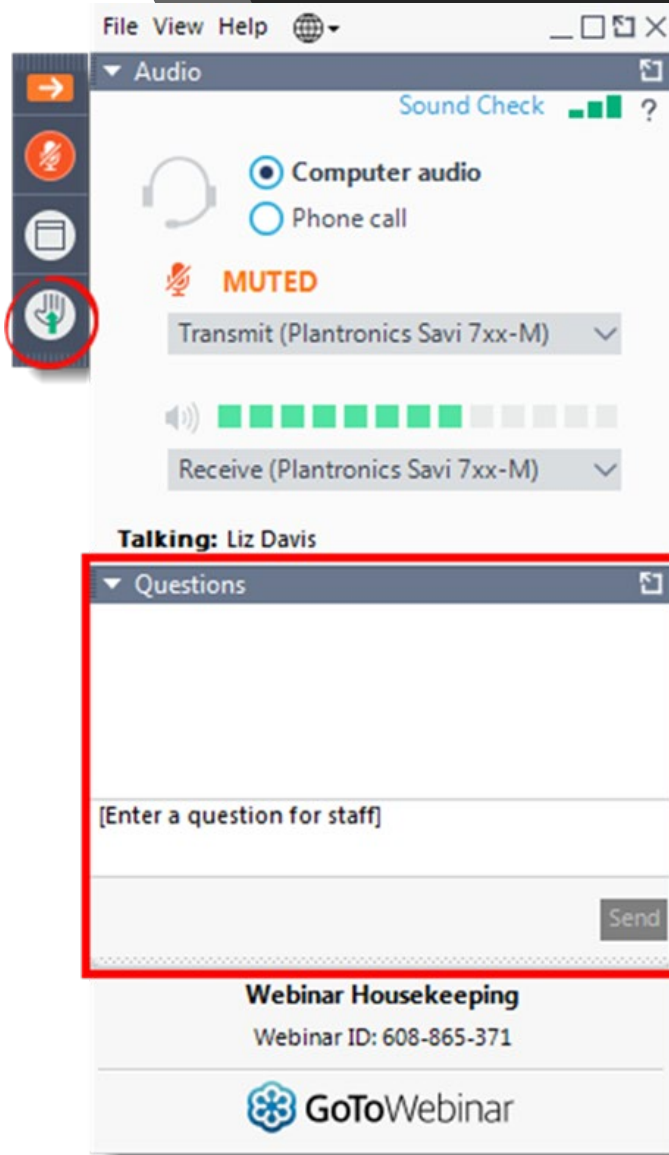 File View Help
Audio
Sound Check ?
Computer audio
Phone call
MUTED
Transmit (Plantronics Savi 7xx-M)
Receive (Plantronics Savi 7xx-M)
Talking: Liz Davis
Questions
[Enter a question for staff]
Send
Webinar Housekeeping
Webinar ID: 608-865-371
GoToWebinar